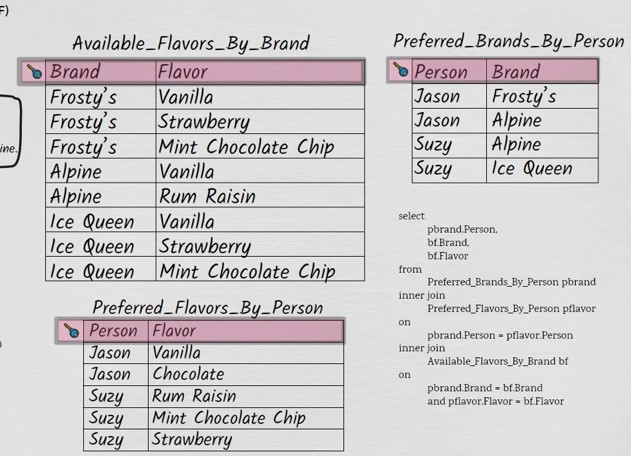 F)
ine.
)
Available_Flavors_By_Brand
Brand Flavor
Frosty's Vanilla
Frosty's Strawberry
Frosty's Mint Chocolate Chip
Alpine Vanilla
Alpine Rum Raisin
Ice Queen Vanilla
Ice Queen Strawberry
Ice Queen Mint Chocolate Chip
Preferred_Flavors_By_Person
Person Flavor
Jason Vanilla
Jason Chocolate
Suzy Rum Raisin
Suzy Mint Chocolate Chip
Suzy Strawberry
Preferred_Brands_By_Person
Person Brand
Jason Frosty's
Jason Alpine
Suzy Alpine
Suzy Ice Queen
select
pbrand.Person,
bf.Brand,
bf.Flavor
from
Preferred_Brands_By_Person pbrand
inner join
Preferred_Flavors_By_Person pflavor
on
pbrand.Person = pflavor.Person
inner join
Available_Flavors_By_Brand bf
on
pbrand.Brand = bf.Brand
and pflavor.Flavor = bf.Flavor